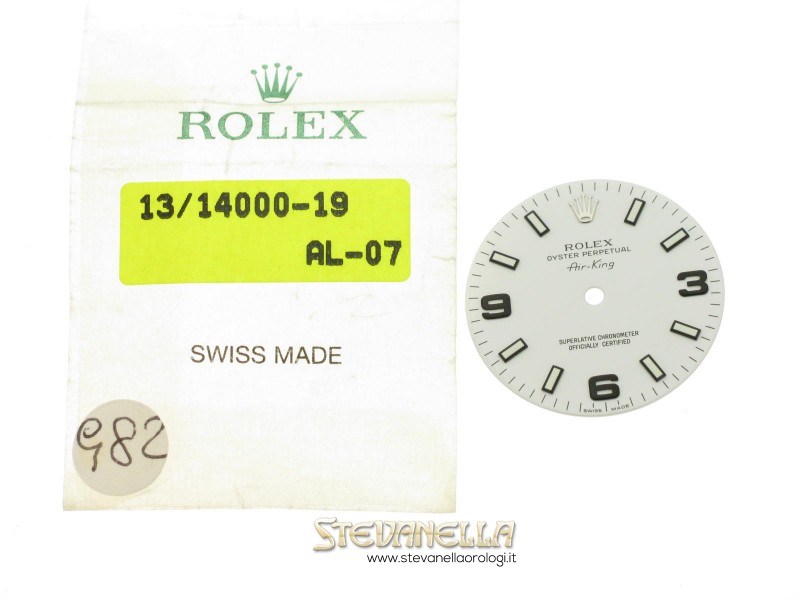 ROLEX
13/14000-19
AL-07
SWISS MADE
982
ROLEX
OYSTER PERPETUAL
Air-King
9
3
SUPERLATIVE CHRONOMETER
OFFICIALLY CERTIFIED
6
SWISS MADE
STEVANELLA
www.stevanellaorologi.it